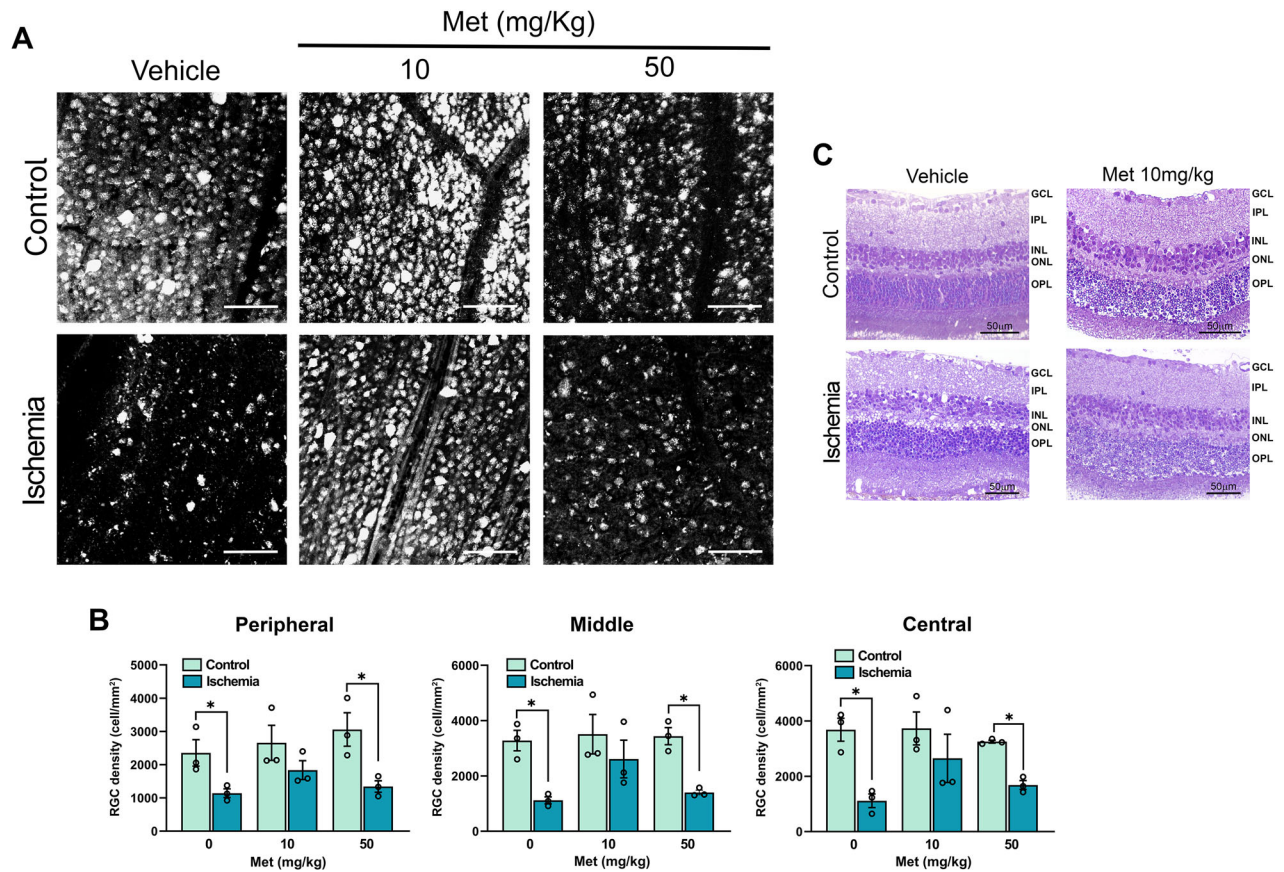 A
Met (mg/Kg)
Vehicle
10
50
Control
Ischemia
C
Vehicle
Met 10mg/kg
Control
GCL
IPL
INL
ONL
OPL
50µm
GCL
IPL
INL
ONL
OPL
50µm
Ischemia
GCL
IPL
INL
ONL
OPL
50µm
GCL
IPL
INL
ONL
OPL
50µm
B
Peripheral
Control
Ischemia
RGC density (cell/mm²)
5000
4000
3000
2000
1000
0
*
*
0
10
50
Met (mg/kg)
Middle
Control
Ischemia
RGC density (cell/mm²)
6000
4000
2000
0
*
*
0
10
50
Met (mg/kg)
Central
Control
Ischemia
RGC density (cell/mm²)
6000
4000
2000
0
*
*
0
10
50
Met (mg/kg)